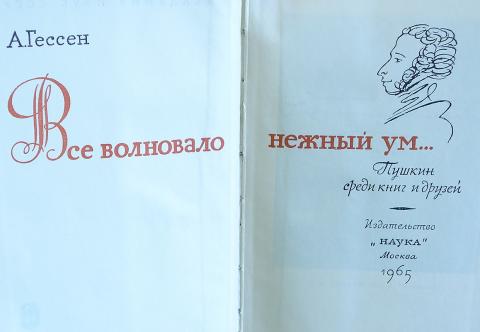 А.Гессен
Все волновало нежный ум...
Пушкин
среди книг и друзей
Издательство
„НАУКА"
Москва
1965